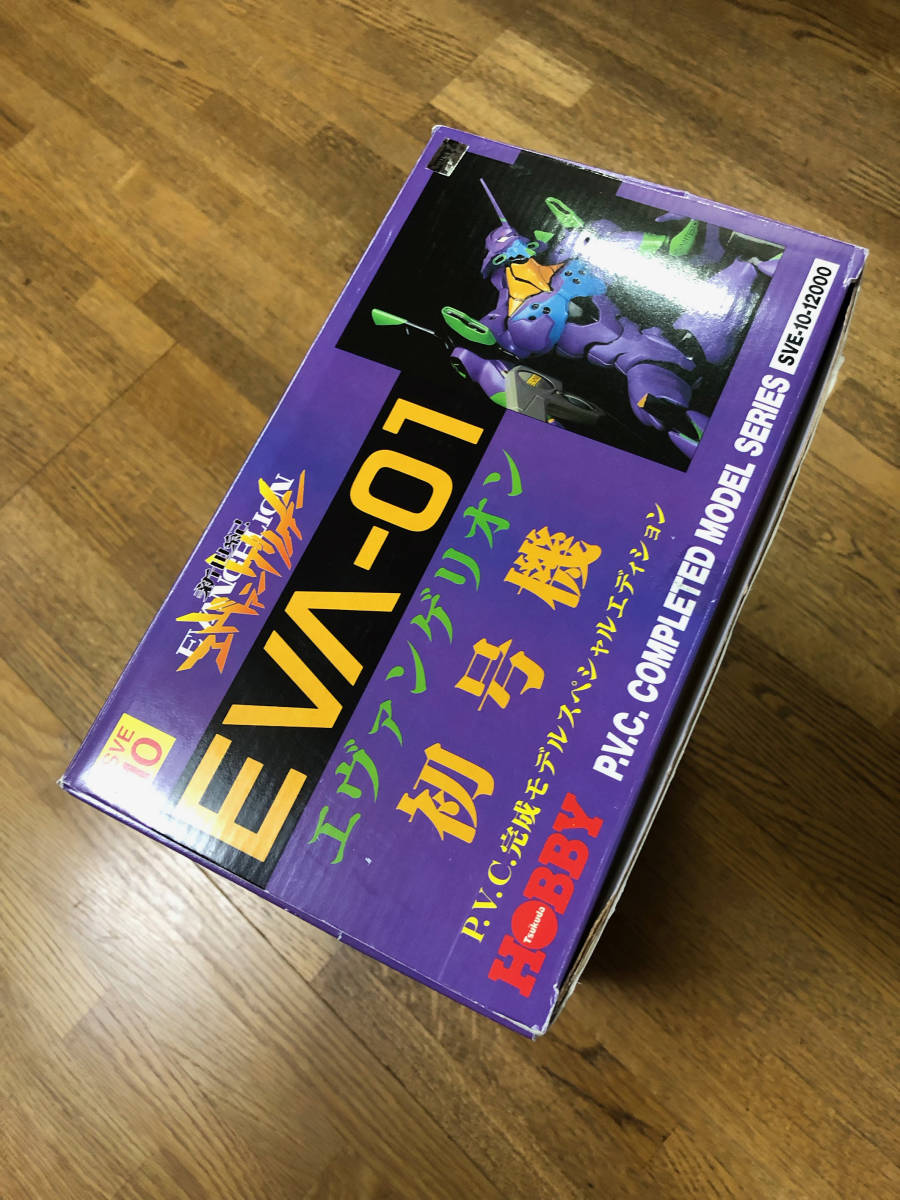 SVE
10
新世紀
EVANGELION
エヴァンゲリオン
EVA-01
エヴァンゲリオン
初号機
P.V.C.完成モデルスペシャルエディション
HOBBY
Tsukuda
P.V.C. COMPLETED MODEL SERIES SVE-10-12000